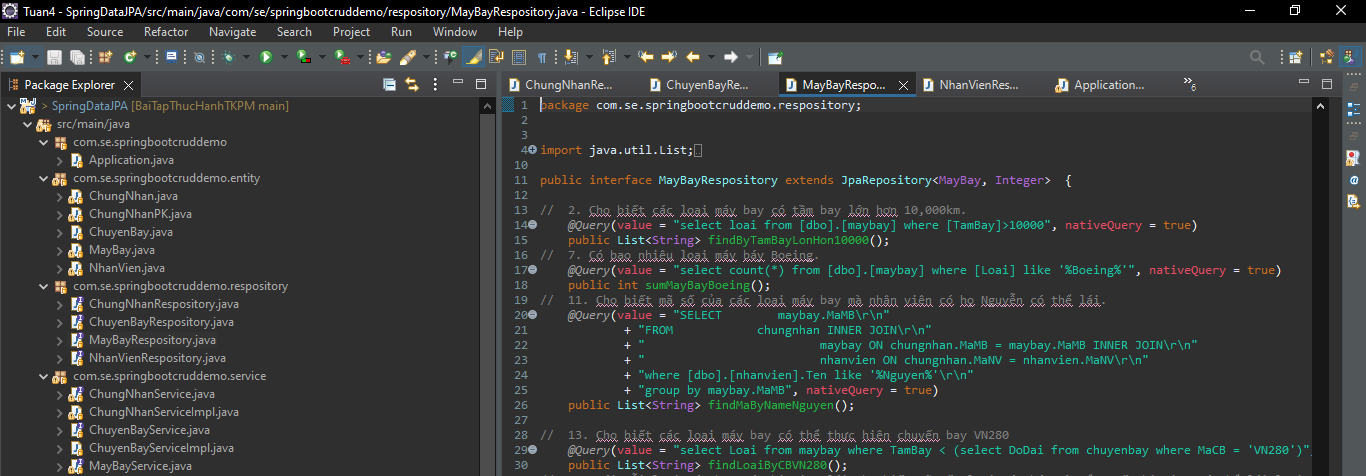 Tuan4 - SpringDataJPA/src/main/java/com/se/springbootcruddemo/respository/MayBayRespository.java - Eclipse IDE
File Edit Source Refactor Navigate Search Project Run Window Help
Package Explorer
> SpringDataJPA [BaiTapThucHanhTKPM main]
src/main/java
com.se.springbootcruddemo
Application.java
com.se.springbootcruddemo.entity
ChungNhan.java
ChungNhanPK.java
ChuyenBay.java
MayBay.java
NhanVien.java
com.se.springbootcruddemo.respository
ChungNhanRespository.java
ChuyenBayRespository.java
MayBayRespository.java
NhanVienRespository.java
com.se.springbootcruddemo.service
ChungNhanService.java
ChungNhanServiceImpl.java
ChuyenBayService.java
ChuyenBayServiceImpl.java
MayBayService.java
ChungNhanRe... ChuyenBayRe... MayBayRespo... NhanVienRes... Application... »6
1 package com.se.springbootcruddemo.respository;
2
3
4 import java.util.List;
10
11 public interface MayBayRespository extends JpaRepository<MayBay, Integer> {
12
13 // 2. Cho biết các loại máy bay có tầm bay lớn hơn 10,000km.
14 @Query(value = "select loai from [dbo].[maybay] where [TamBay]>10000", nativeQuery = true)
15 public List<String> findByTamBayLonHon10000();
16 // 7. Có bao nhiêu loại máy báy Boeing.
17 @Query(value = "select count(*) from [dbo].[maybay] where [Loai] like '%Boeing%'", nativeQuery = true)
18 public int sumMayBayBoeing();
19 // 11. Cho biết mã số của các loại máy bay mà nhân viên có họ Nguyễn có thể lái.
20 @Query(value = "SELECT maybay.MaMB\r\n"
21 + "FROM chungnhan INNER JOIN\r\n"
22 + " maybay ON chungnhan.MaMB = maybay.MaMB INNER JOIN\r\n"
23 + " nhanvien ON chungnhan.MaNV = nhanvien.MaNV\r\n"
24 + "where [dbo].[nhanvien].Ten like '%Nguyen%'\r\n"
25 + "group by maybay.MaMB", nativeQuery = true)
26 public List<String> findMaByNameNguyen();
27
28 // 13. Cho biết các loại máy bay có thể thực hiện chuyến bay VN280
29 @Query(value = "select Loai from maybay where TamBay < (select DoDai from chuyenbay where MaCB = 'VN280')"
30 public List<String> findLoaiByCBVN280();